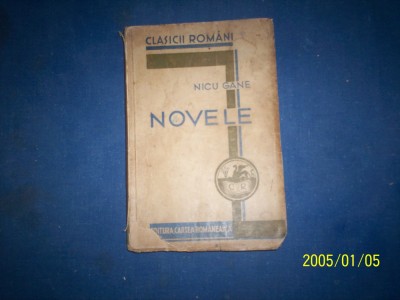 CLASICII ROMÂNI
NICU GANE
NOVELE
EDITURA CARTEA ROMÂNEASCĂ
2005/01/05